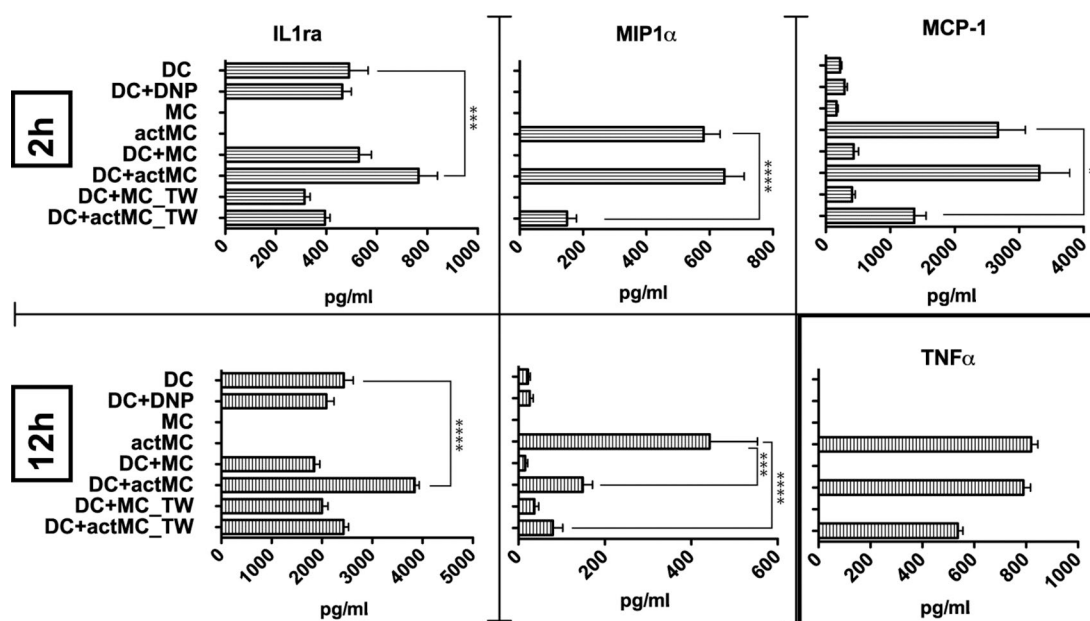 IL1ra
MIP1α
MCP-1
2h
DC
DC+DNP
MC
actMC
DC+MC
DC+actMC
DC+MC_TW
DC+actMC_TW
***
****
*
0 200 400 600 800 1000
0 200 400 600 800
0 1000 2000 3000 4000
pg/ml
pg/ml
pg/ml
12h
TNFα
DC
DC+DNP
MC
actMC
DC+MC
DC+actMC
DC+MC_TW
DC+actMC_TW
****
***
****
0 1000 2000 3000 4000 5000
0 200 400 600
0 200 400 600 800 1000
pg/ml
pg/ml
pg/ml